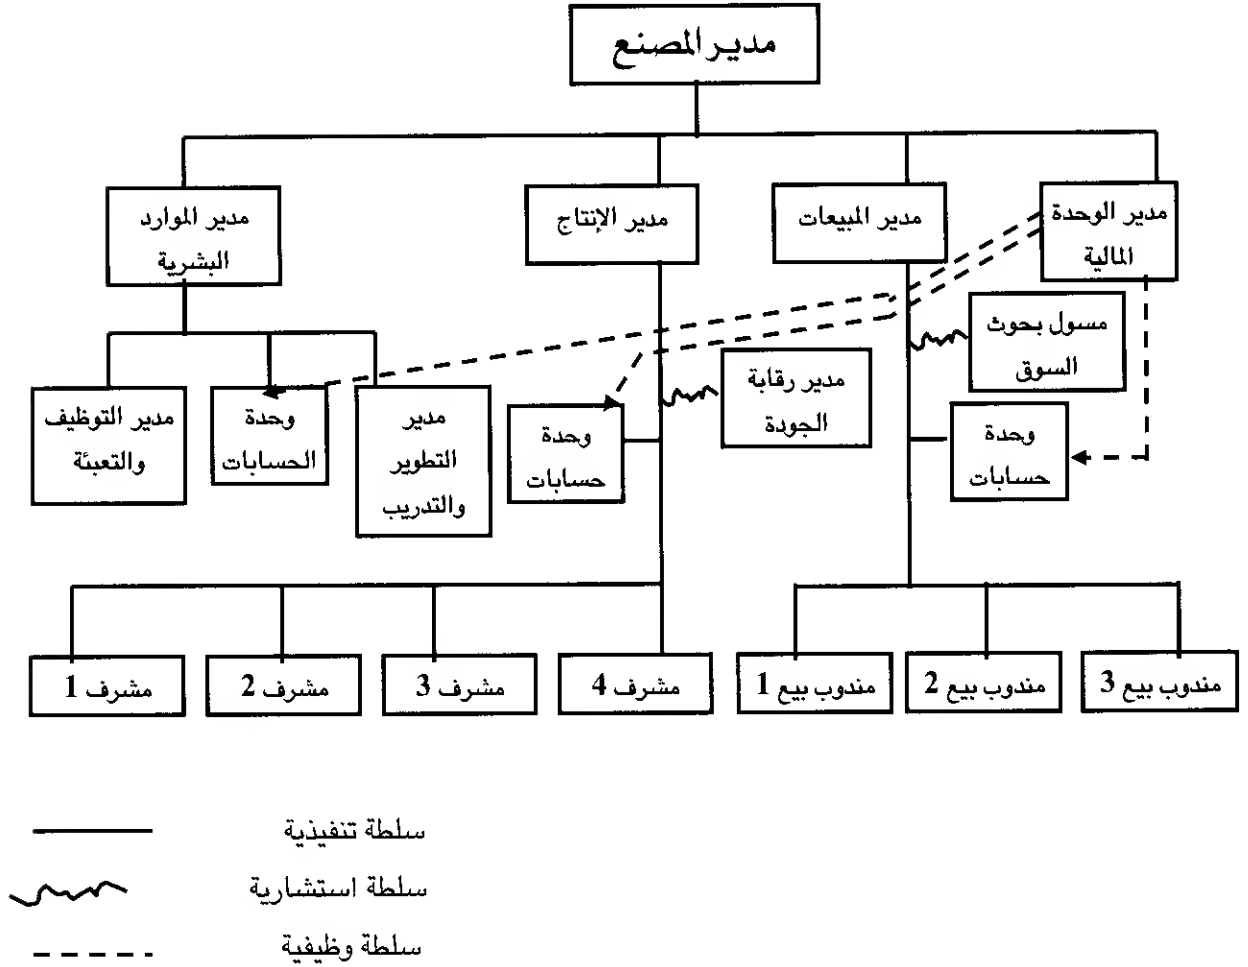 مدير المصنع
مدير الموارد
البشرية
مدير الإنتاج
مدير المبيعات
مدير الوحدة
المالية
مسول بحوث
السوق
مدير رقابة
الجودة
مدير التوظيف
والتعبئة
وحدة
الحسابات
مدير
التطوير
والتدريب
وحدة
حسابات
وحدة
حسابات
مشرف 1
مشرف 2
مشرف 3
مشرف 4
مندوب بيع 1
مندوب بيع 2
مندوب بيع 3
سلطة تنفيذية
سلطة استشارية
سلطة وظيفية